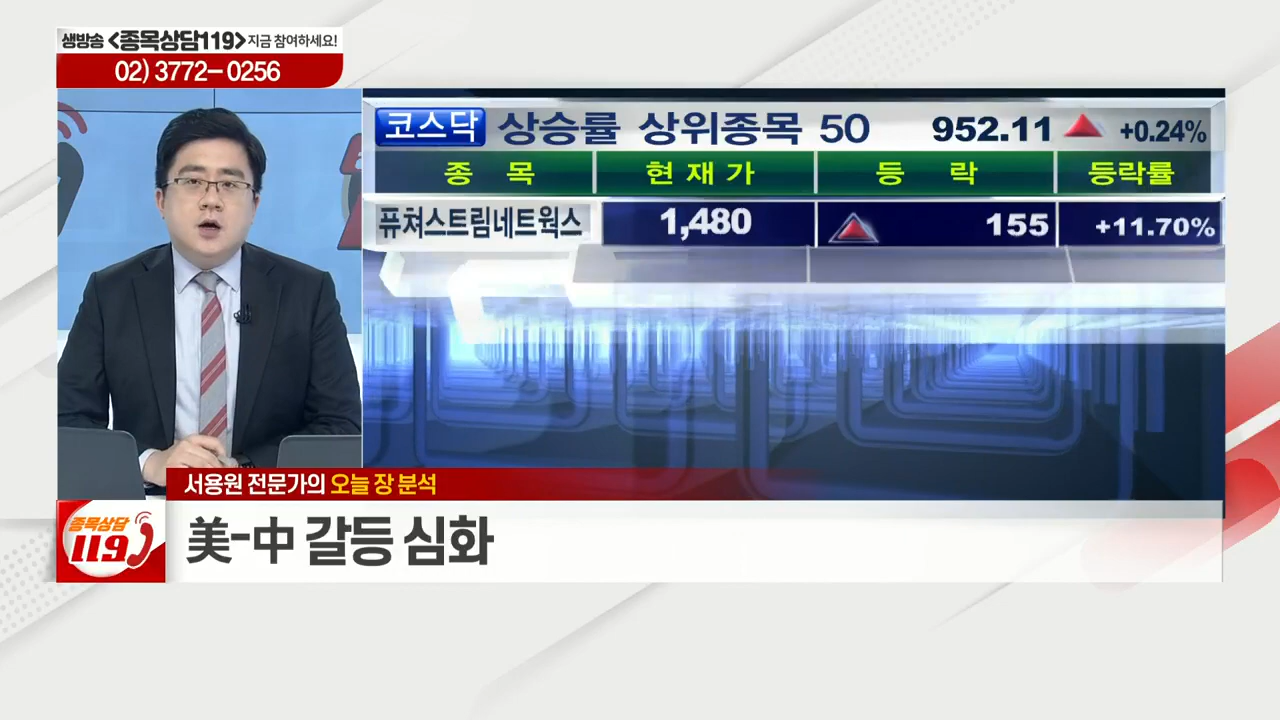 생방송 <종목상담119> 지금 참여하세요!
02) 3772-0256
코스닥 상승률 상위종목 50 952.11 ▲ +0.24%
종목 현재가 등락 등락률
퓨쳐스트림네트웍스 1,480 ▲ 155 +11.70%
서용원 전문가의 오늘 장 분석
종목상담
119
美-中 갈등 심화